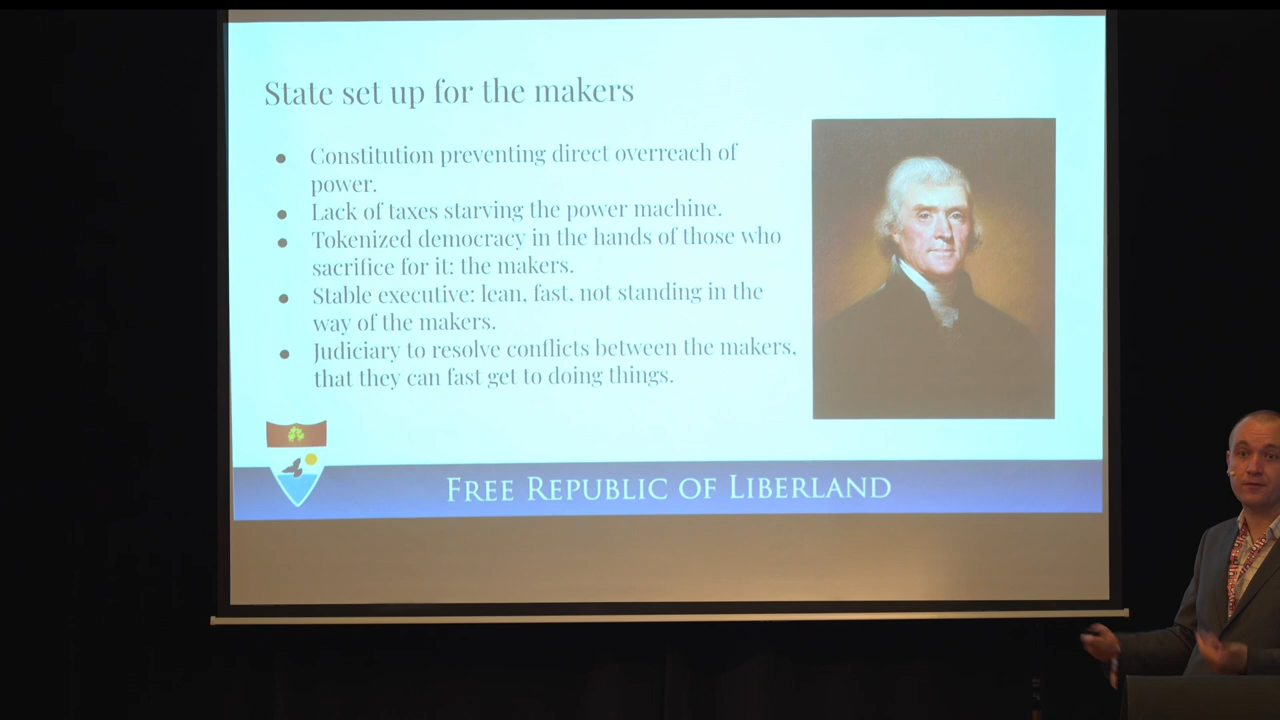 State set up for the makers
Constitution preventing direct overreach of
power.
Lack of taxes starving the power machine.
Tokenized democracy in the hands of those who
sacrifice for it: the makers.
Stable executive: lean, fast, not standing in the
way of the makers.
Judiciary to resolve conflicts between the makers,
that they can fast get to doing things.
FREE REPUBLIC OF LIBERLAND